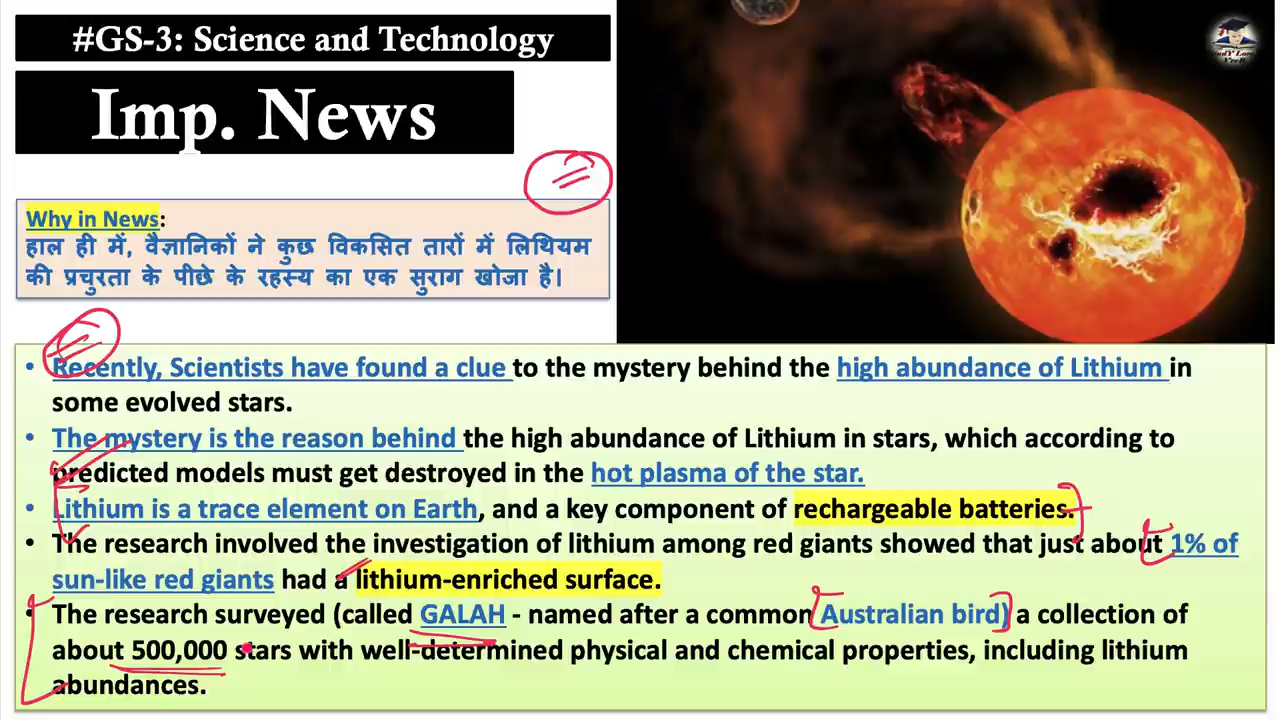 #GS-3: Science and Technology
Imp. News
Why in News:
हाल ही में, वैज्ञानिकों ने कुछ विकसित तारों में लिथियम
की प्रचुरता के पीछे के रहस्य का एक सुराग खोजा है।
• Recently, Scientists have found a clue to the mystery behind the high abundance of Lithium in
some evolved stars.
• The mystery is the reason behind the high abundance of Lithium in stars, which according to
predicted models must get destroyed in the hot plasma of the star.
• Lithium is a trace element on Earth, and a key component of rechargeable batteries.
• The research involved the investigation of lithium among red giants showed that just about 1% of
sun-like red giants had a lithium-enriched surface.
• The research surveyed (called GALAH - named after a common Australian bird) a collection of
about 500,000 stars with well-determined physical and chemical properties, including lithium
abundances.